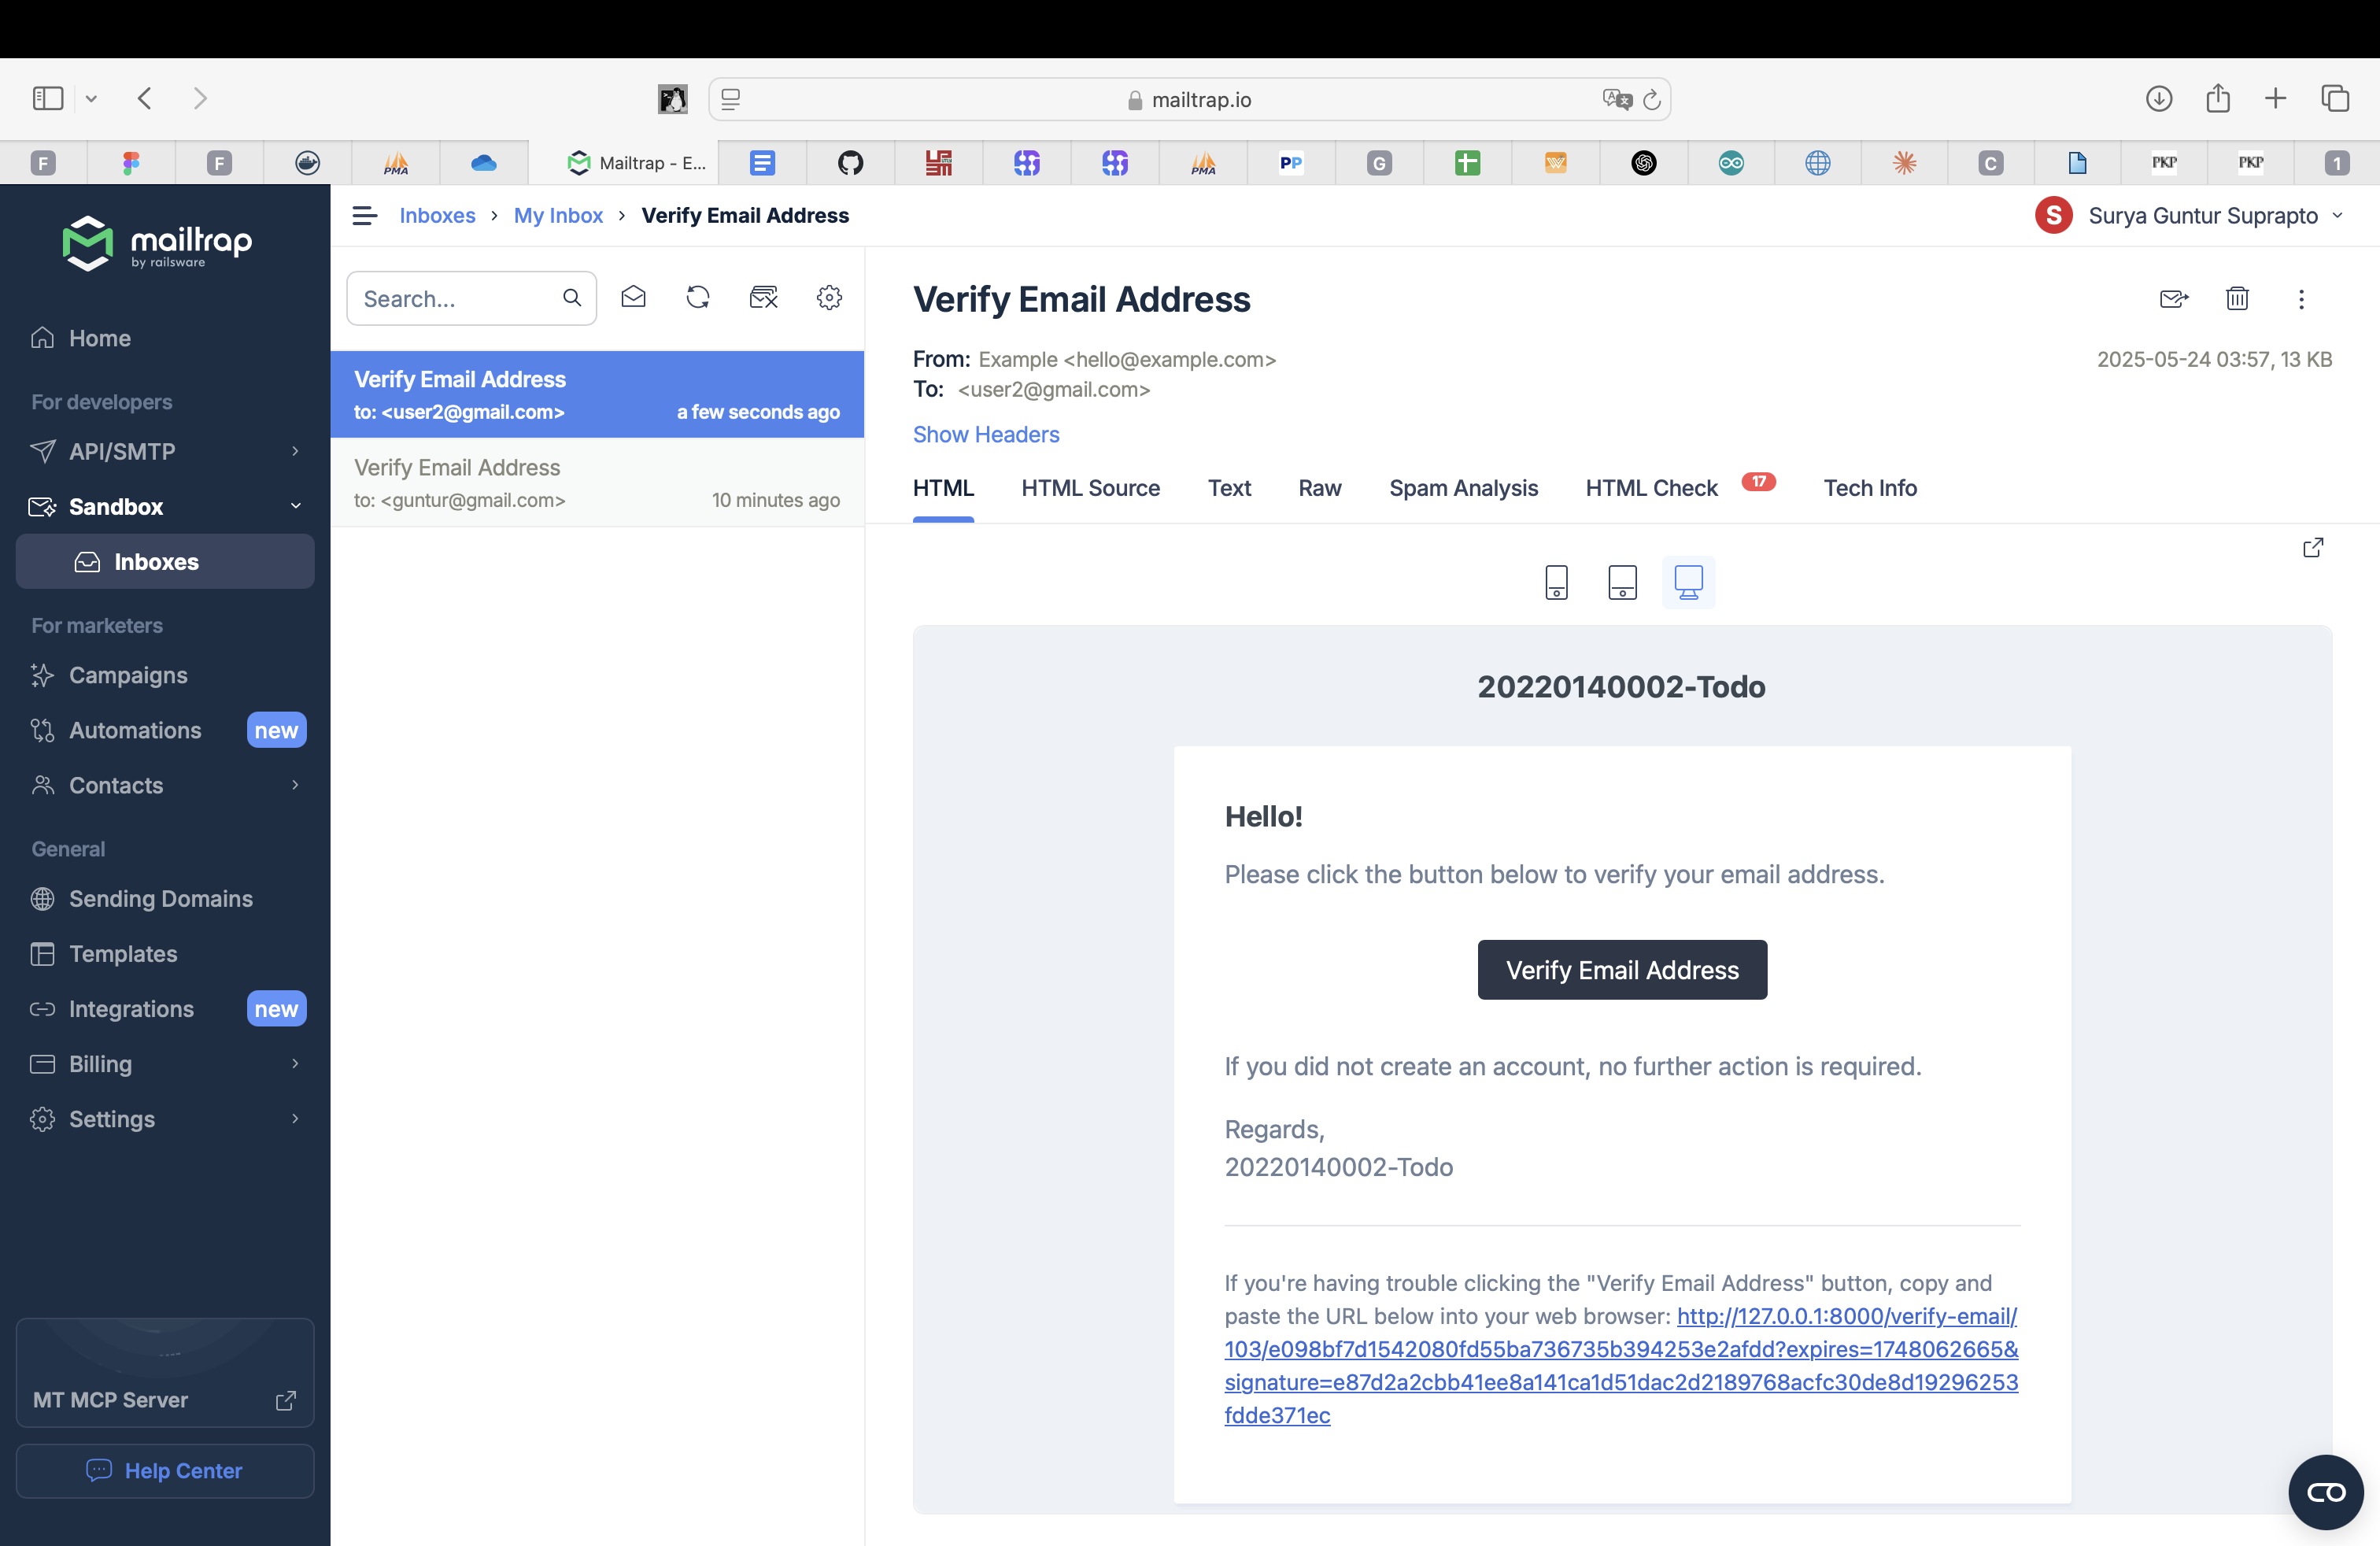 mailtrap.io
F
F
PMA
Mailtrap - E...
PMA
PP
G
W
C
PKP
PKP
1
mailtrap
by railsware
Home
For developers
API/SMTP
Sandbox
Inboxes
For marketers
Campaigns
Automations new
Contacts
General
Sending Domains
Templates
Integrations new
Billing
Settings
MT MCP Server
Help Center
Inboxes › My Inbox › Verify Email Address
S Surya Guntur Suprapto
Search...
Verify Email Address
to: <user2@gmail.com> a few seconds ago
Verify Email Address
to: <guntur@gmail.com> 10 minutes ago
Verify Email Address
From: Example <hello@example.com>
2025-05-24 03:57, 13 KB
To: <user2@gmail.com>
Show Headers
HTML HTML Source Text Raw Spam Analysis HTML Check 17 Tech Info
20220140002-Todo
Hello!
Please click the button below to verify your email address.
Verify Email Address
If you did not create an account, no further action is required.
Regards,
20220140002-Todo
If you're having trouble clicking the "Verify Email Address" button, copy and
paste the URL below into your web browser: http://127.0.0.1:8000/verify-email/
103/e098bf7d1542080fd55ba736735b394253e2afdd?expires=1748062665&
signature=e87d2a2cbb41ee8a141ca1d51dac2d2189768acfc30de8d19296253
fdde371ec